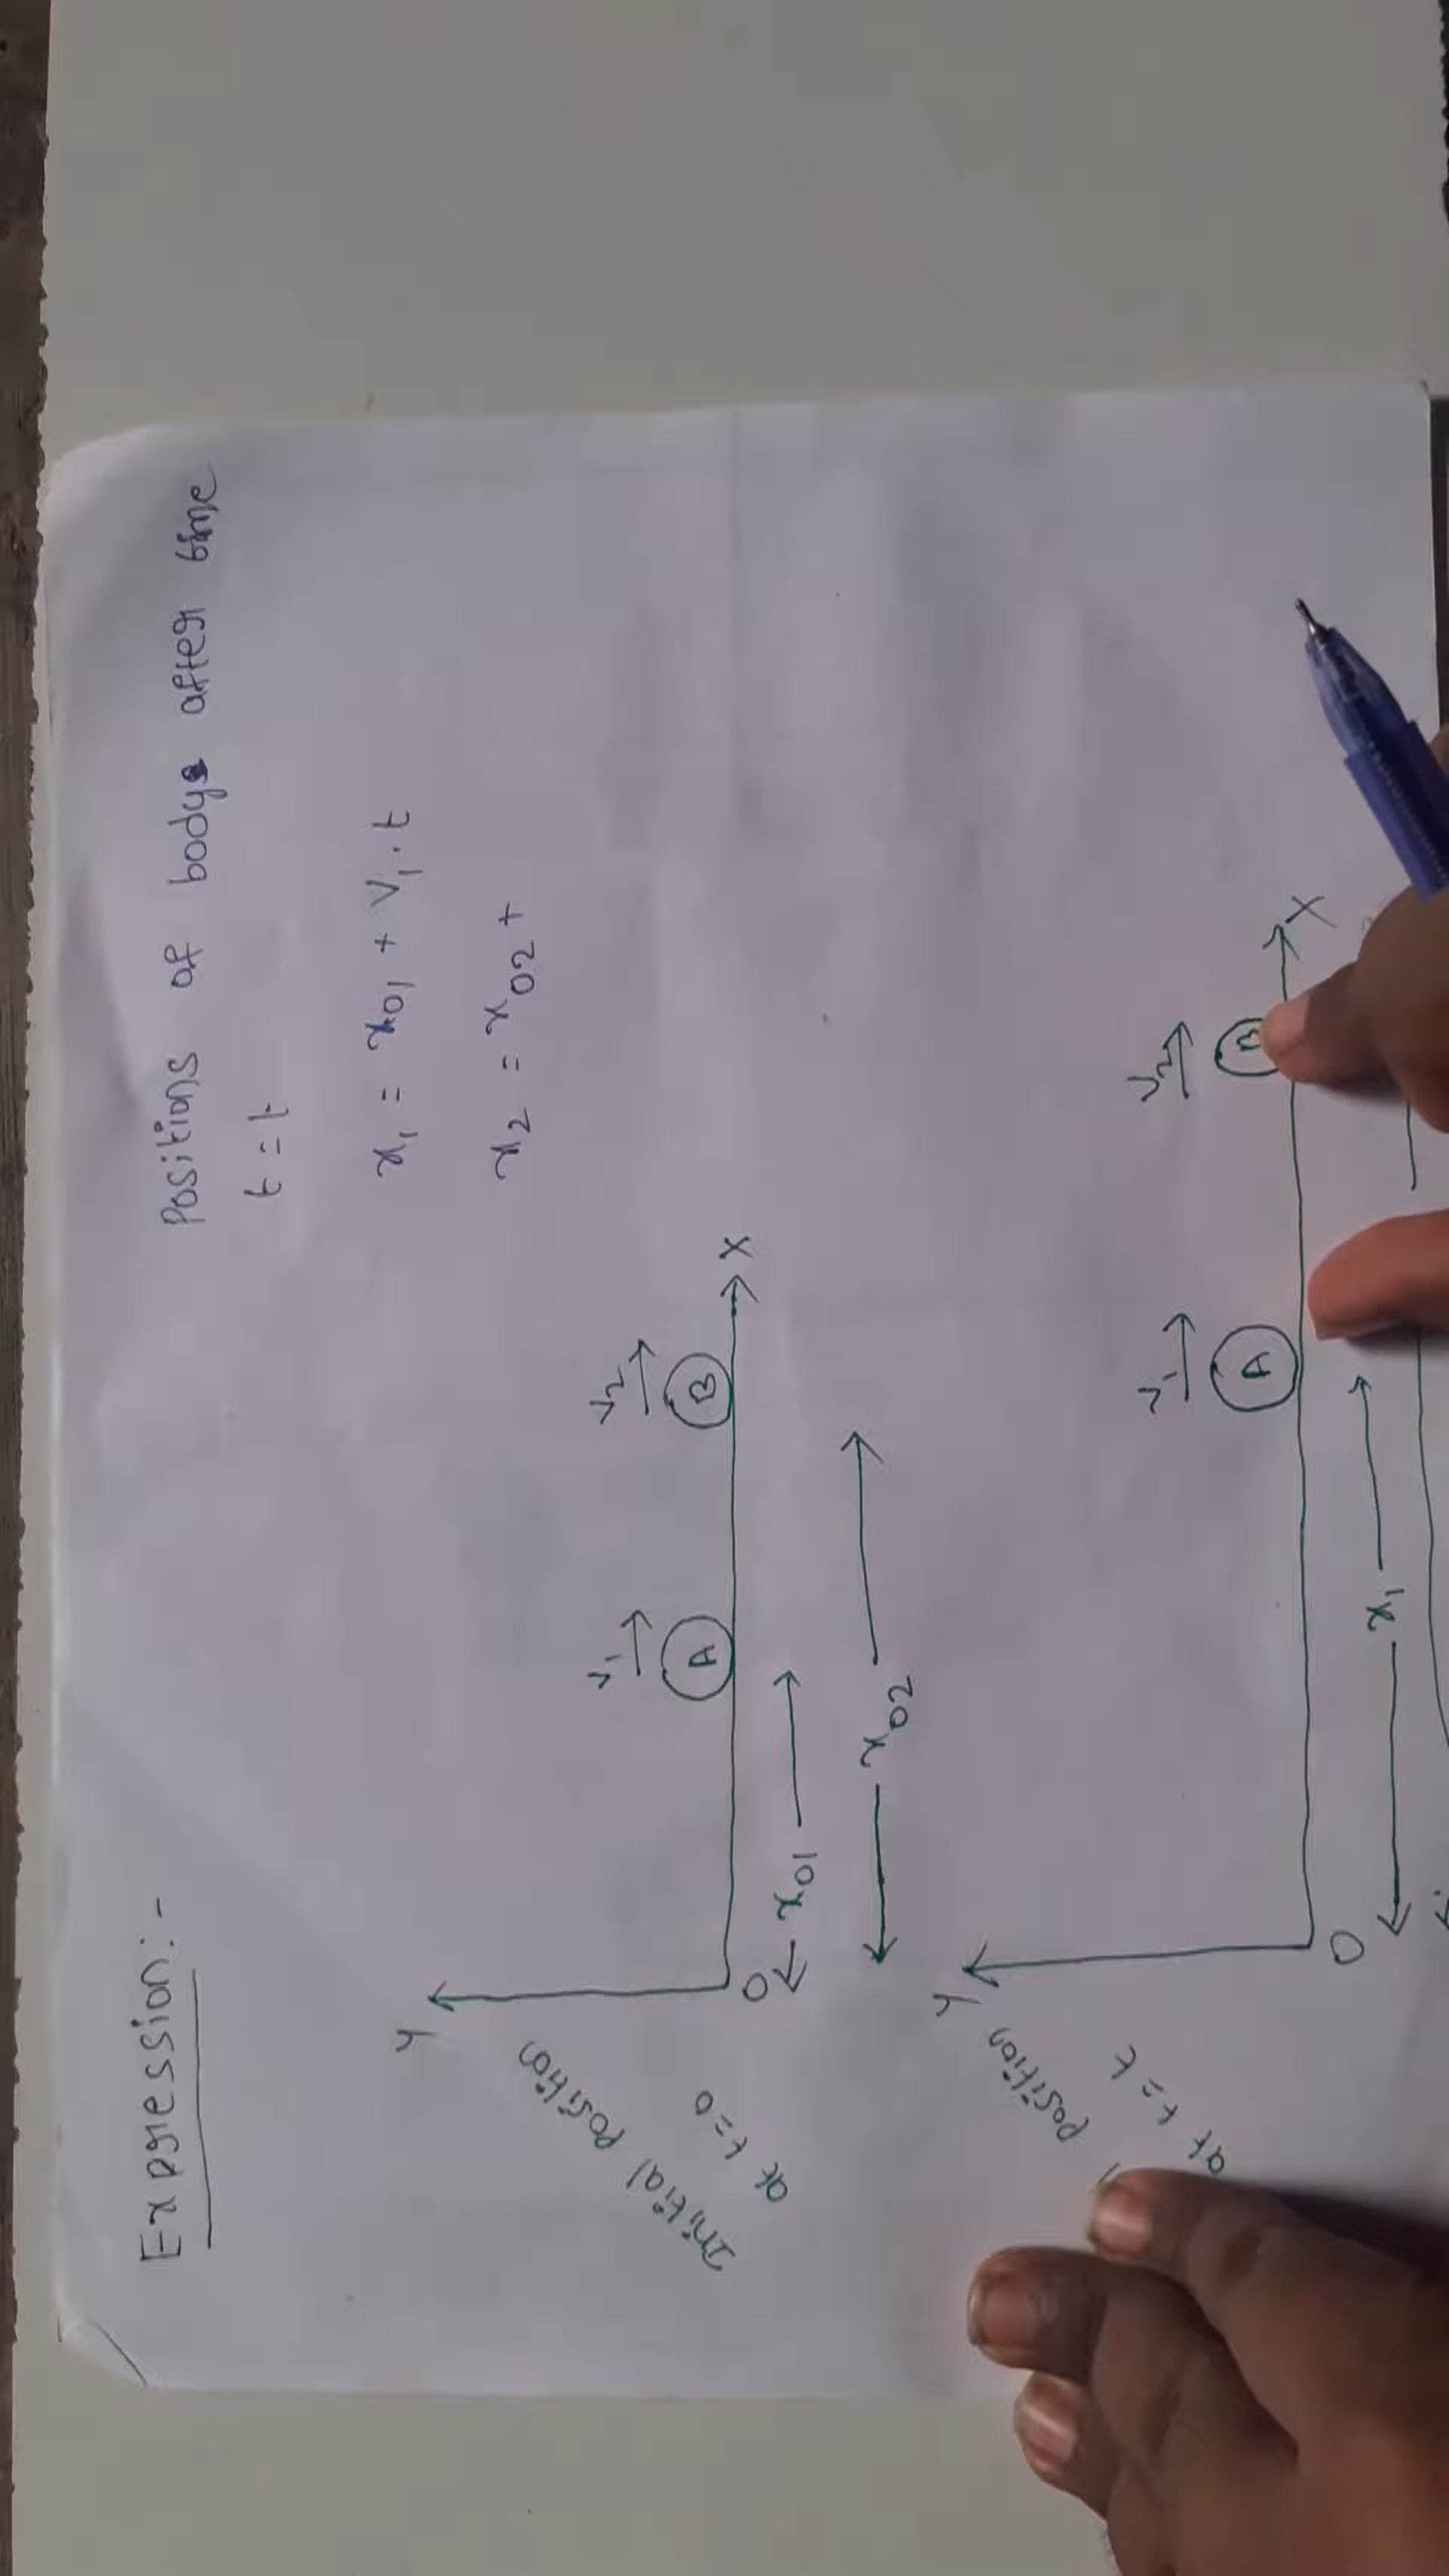 Expression:-
Positions of bodys after time
t = t
x₁ = x₀₁ + V₁ . t
x₂ = x₀₂ +
Y
V₁
V₂
A
B
X
O
x₀₁
x₀₂
Initial position
at t=0
Y
V₁
V₂
A
X
O
x₁
position
at t = t